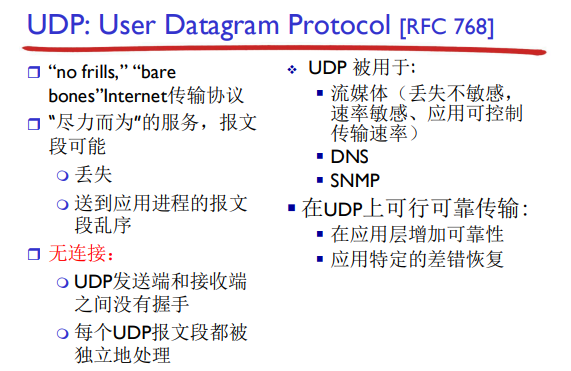 UDP: User Datagram Protocol [RFC 768]
“no frills,” “bare
bones”Internet传输协议
“尽力而为”的服务，报文
段可能
丢失
送到应用进程的报文
段乱序
无连接：
UDP发送端和接收端
之间没有握手
每个UDP报文段都被
独立地处理
UDP 被用于:
流媒体（丢失不敏感，
速率敏感、应用可控制
传输速率）
DNS
SNMP
在UDP上可行可靠传输:
在应用层增加可靠性
应用特定的差错恢复